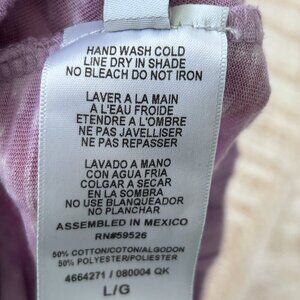 HAND WASH COLD
LINE DRY IN SHADE
NO BLEACH DO NOT IRON
LAVER A LA MAIN
A L'EAU FROIDE
ETENDRE A L'OMBRE
NE PAS JAVELLISER
NE PAS REPASSER
LAVADO A MANO
CON AGUA FRIA
COLGAR A SECAR
EN LA SOMBRA
NO USAR BLANQUEADOR
NO PLANCHAR
ASSEMBLED IN MEXICO
RN#59526
50% COTTON/COTON/ALGODON
50% POLYESTER/POLIESTER
4664271 / 080004 QK
L/G